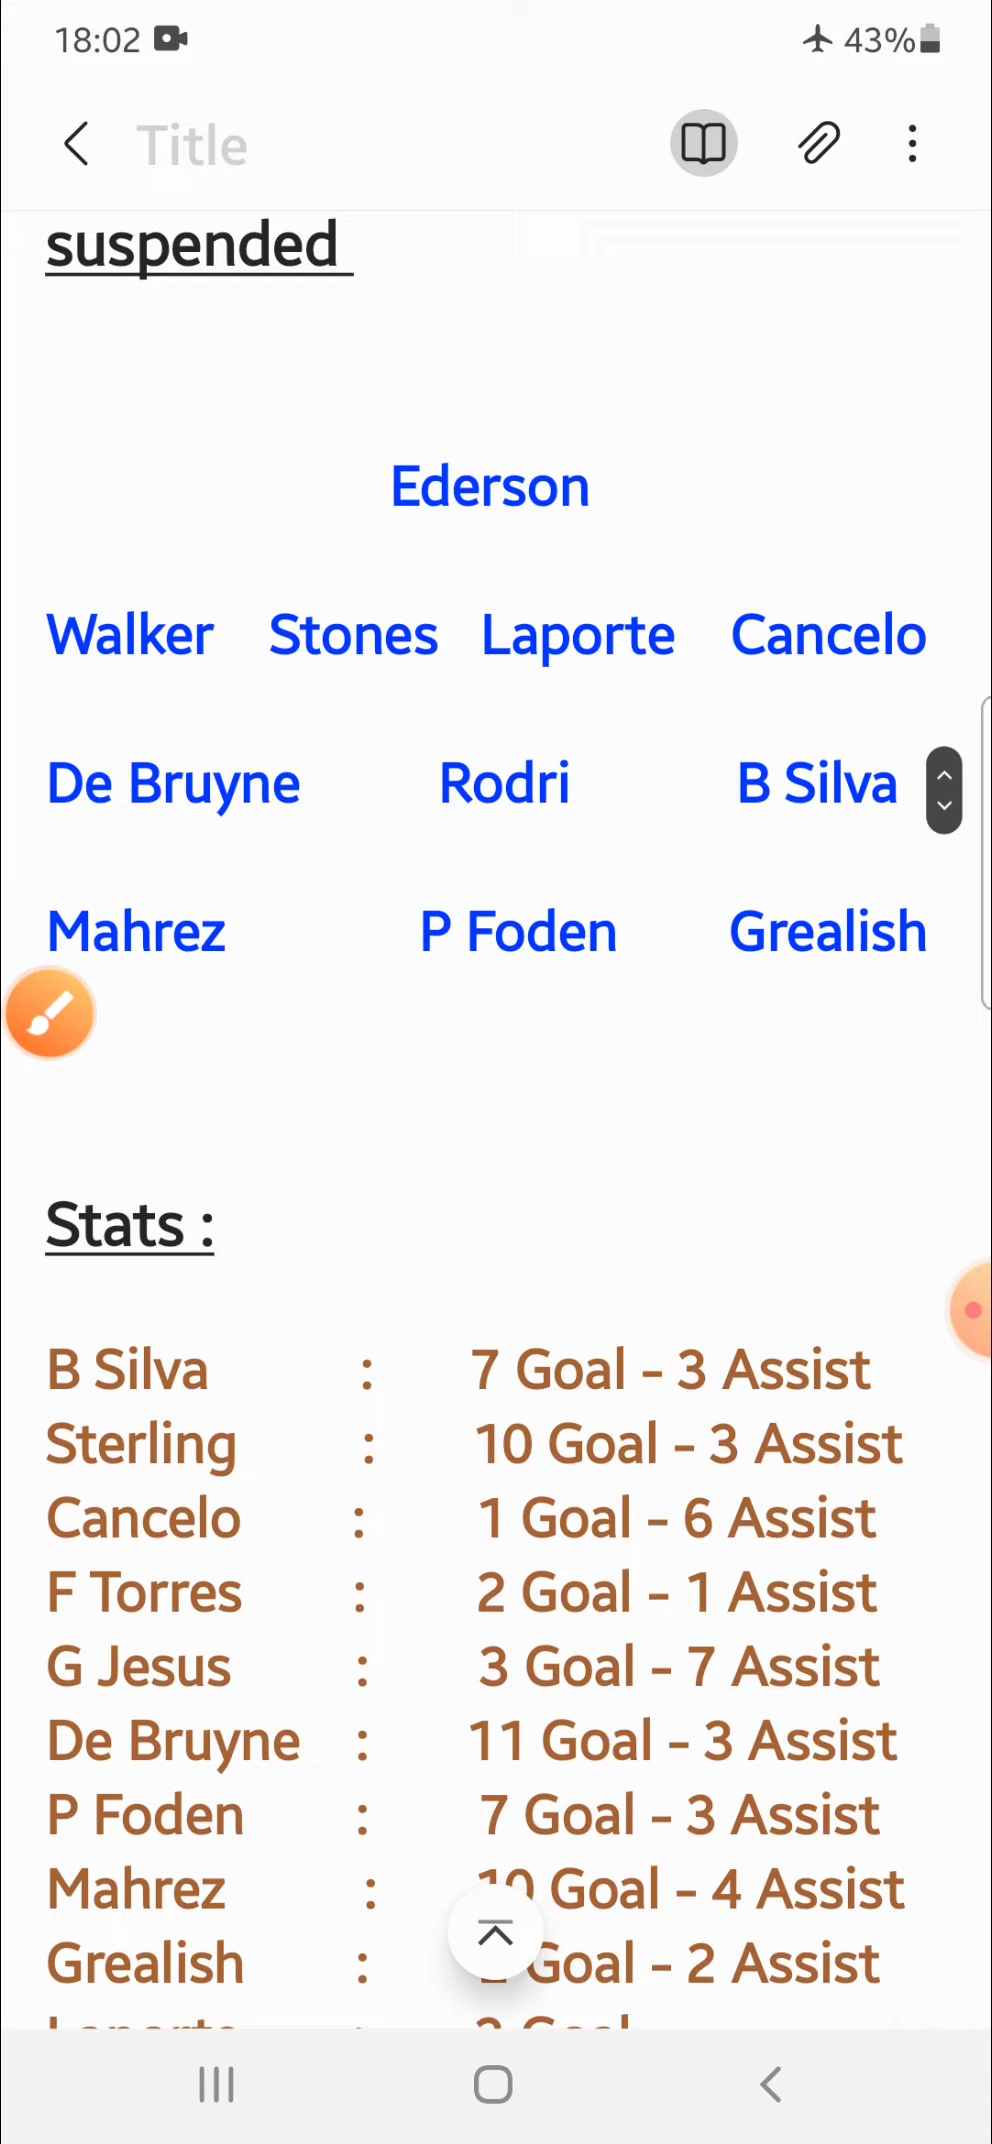 18:02 43%
Title
suspended
Ederson
Walker Stones Laporte Cancelo
De Bruyne Rodri B Silva
Mahrez P Foden Grealish
Stats :
B Silva : 7 Goal - 3 Assist
Sterling : 10 Goal - 3 Assist
Cancelo : 1 Goal - 6 Assist
F Torres : 2 Goal - 1 Assist
G Jesus : 3 Goal - 7 Assist
De Bruyne : 11 Goal - 3 Assist
P Foden : 7 Goal - 3 Assist
Mahrez : 10 Goal - 4 Assist
Grealish : Goal - 2 Assist